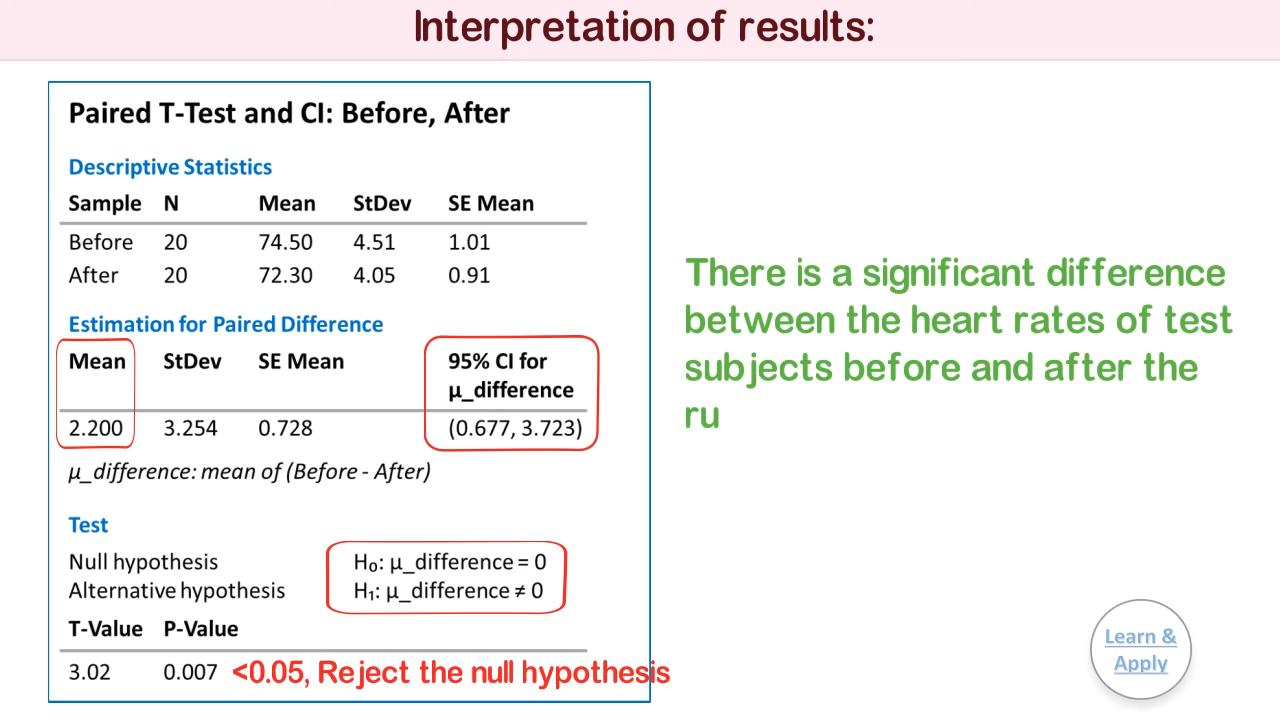 Interpretation of results:
Paired T-Test and CI: Before, After
Descriptive Statistics
Sample N Mean StDev SE Mean
Before 20 74.50 4.51 1.01
After 20 72.30 4.05 0.91
Estimation for Paired Difference
Mean StDev SE Mean 95% CI for
μ_difference
2.200 3.254 0.728 (0.677, 3.723)
μ_difference: mean of (Before - After)
Test
Null hypothesis H₀: μ_difference = 0
Alternative hypothesis H₁: μ_difference ≠ 0
T-Value P-Value
3.02 0.007 <0.05, Reject the null hypothesis
There is a significant difference
between the heart rates of test
subjects before and after the
ru
Learn &
Apply